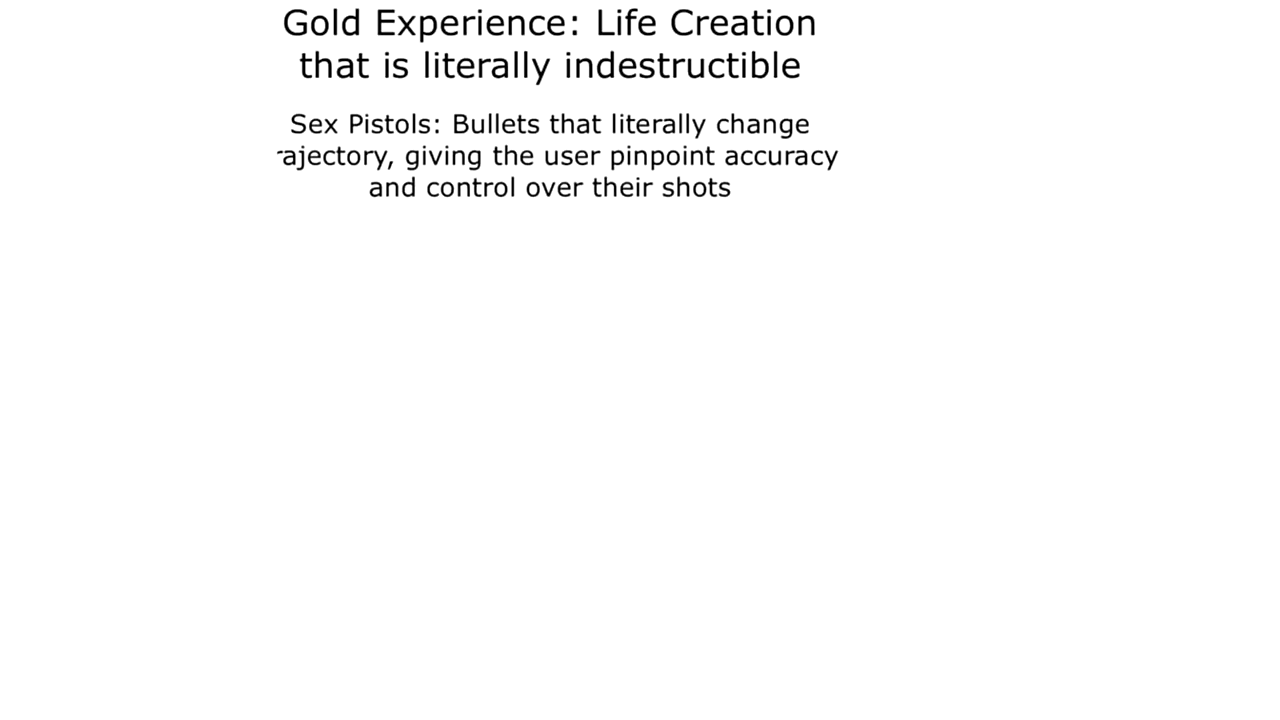 Gold Experience: Life Creation
that is literally indestructible
Sex Pistols: Bullets that literally change
rajectory, giving the user pinpoint accuracy
and control over their shots